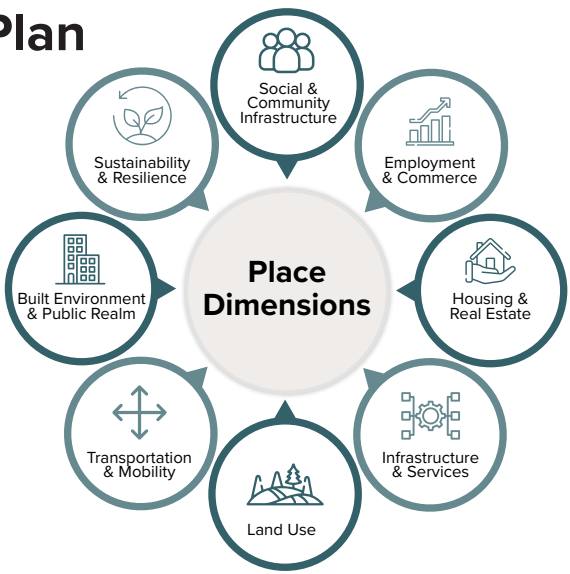 Plan
Social &
Community
Infrastructure
Employment
& Commerce
Housing &
Real Estate
Infrastructure
& Services
Land Use
Transportation
& Mobility
Built Environment
& Public Realm
Sustainability
& Resilience
Place
Dimensions